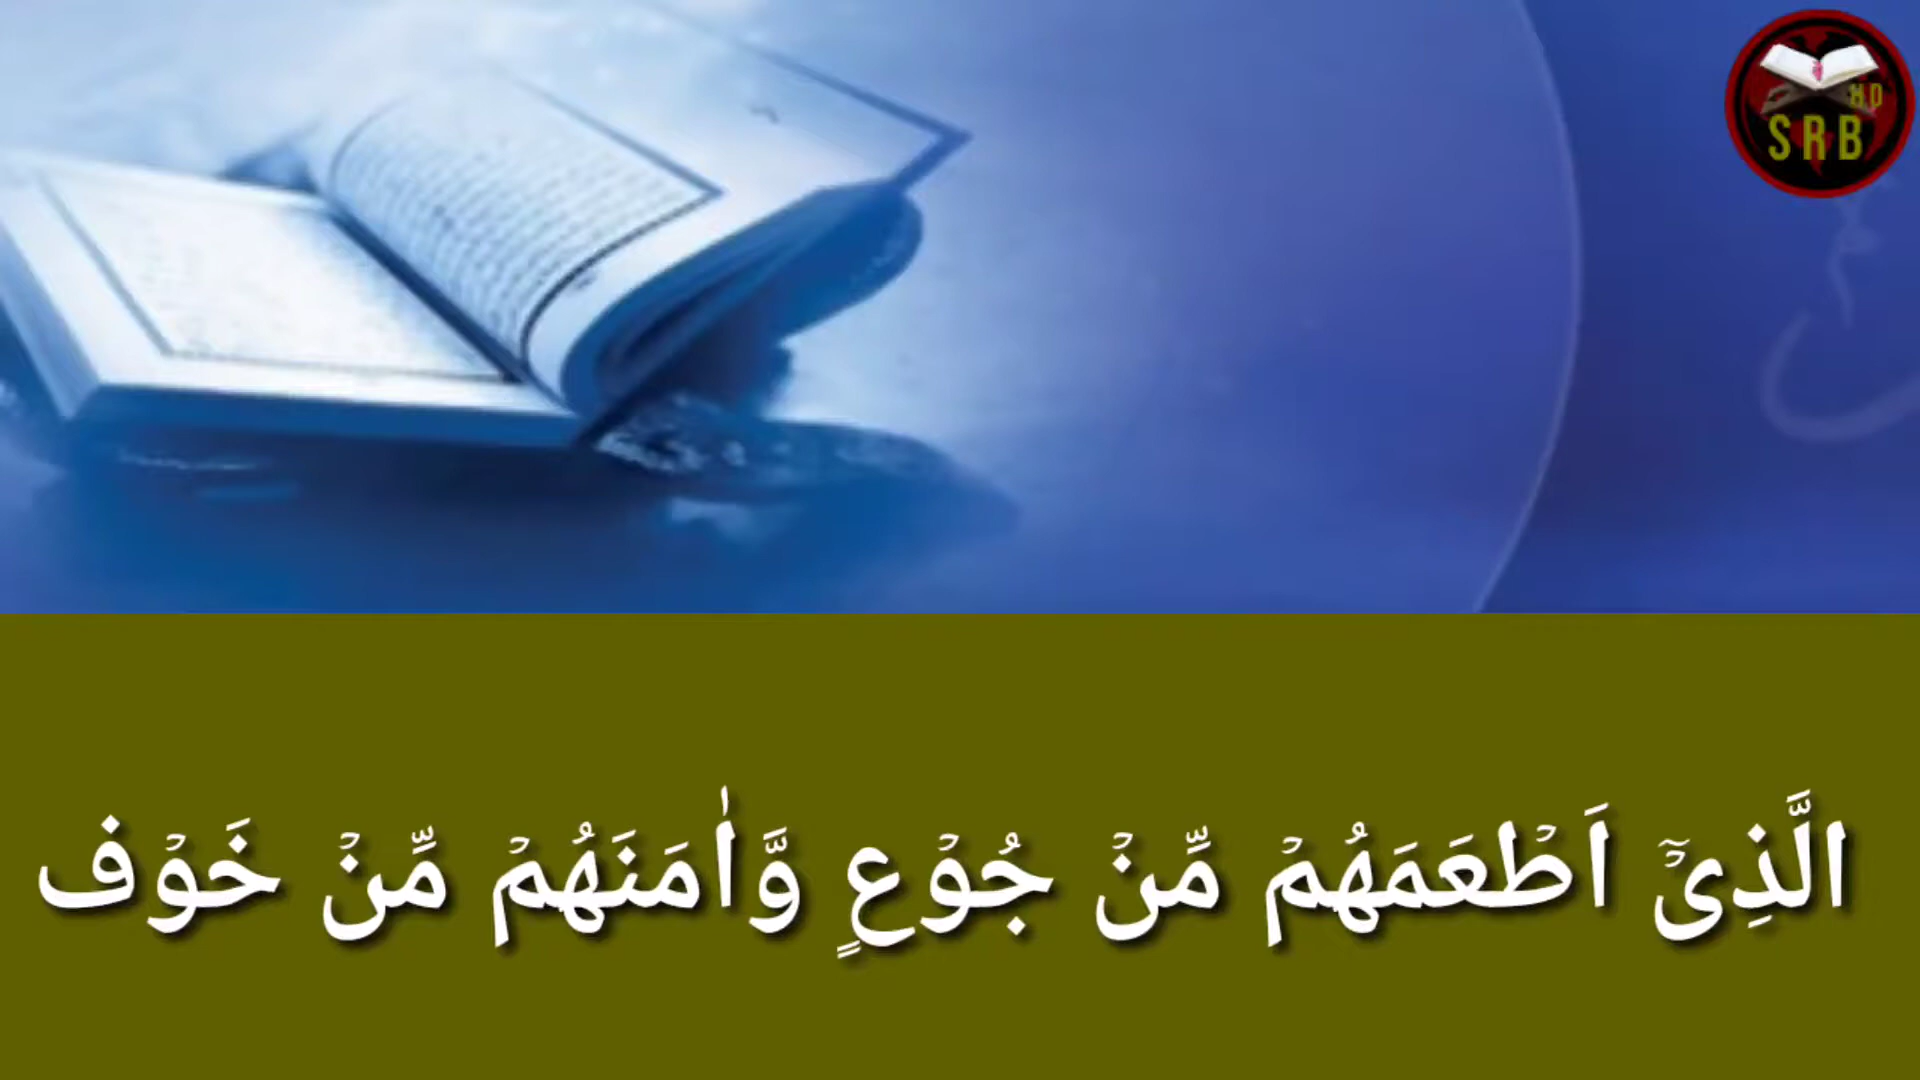 HD
SRB
الَّذِیْۤ اَطْعَمَهُمْ مِّنْ جُوْعٍ وَّاٰمَنَهُمْ مِّنْ خَوْف